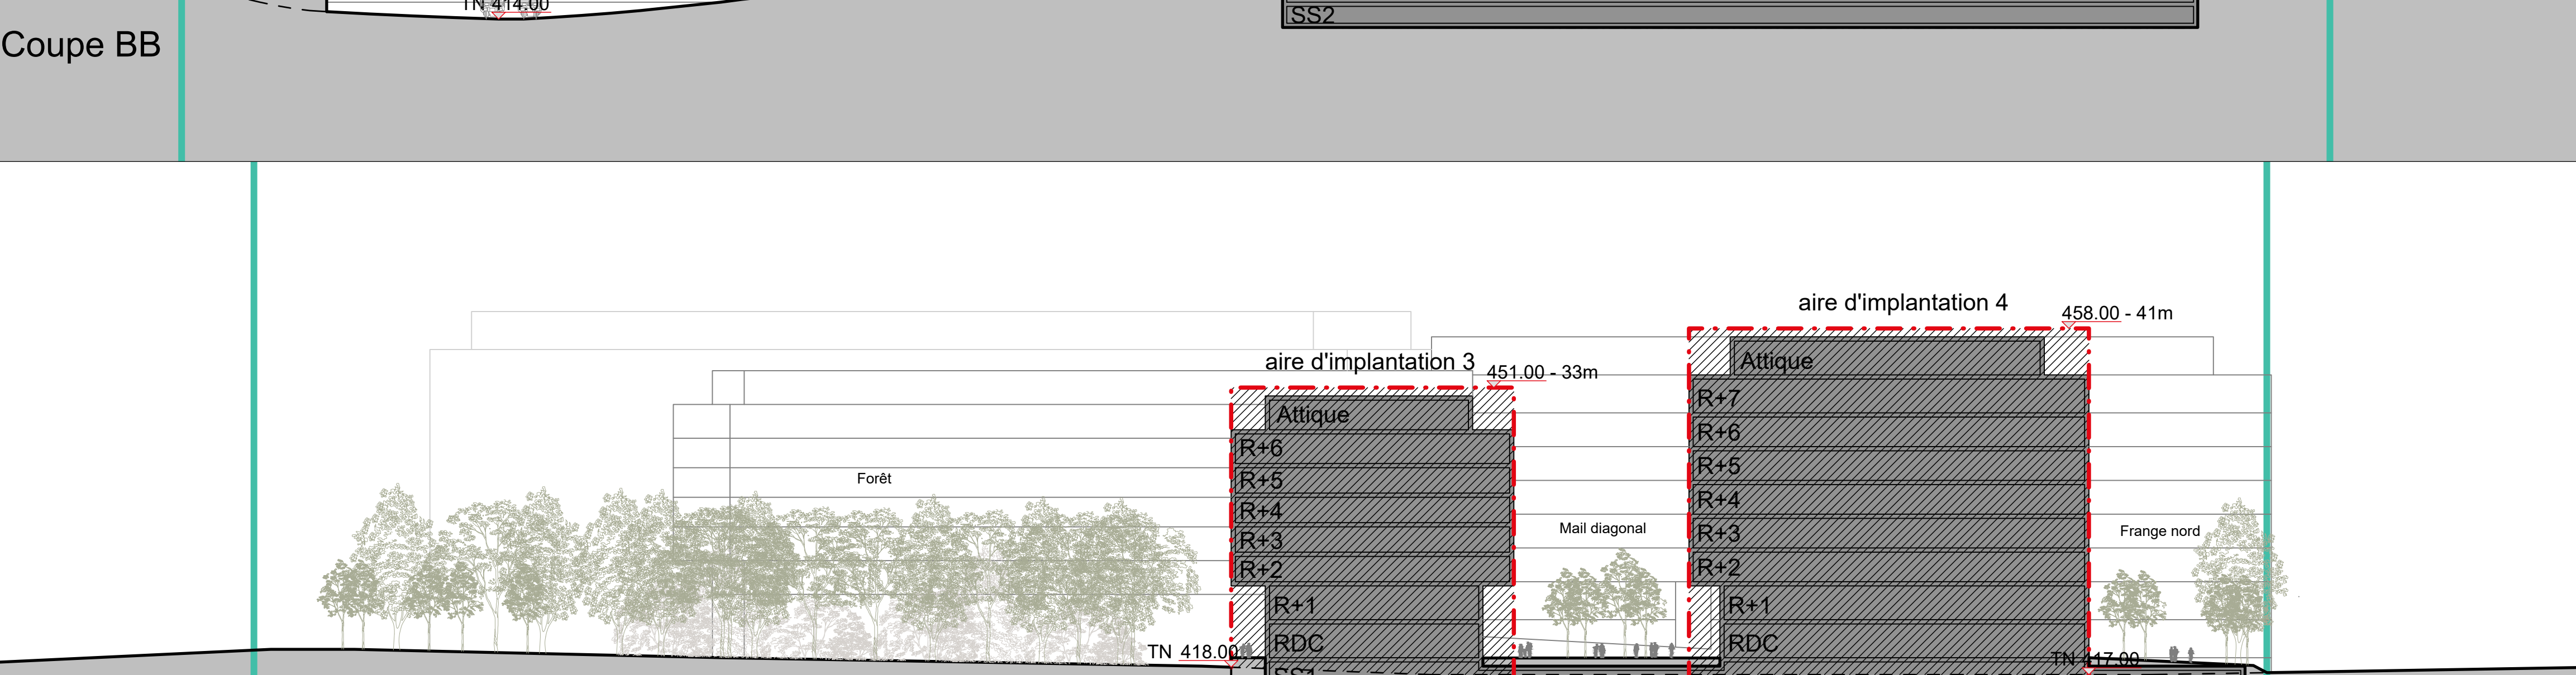 TN 414.00
SS2
Coupe BB
aire d'implantation 4
458.00 - 41m
aire d'implantation 3
451.00 - 33m
Attique
R+7
R+6
R+5
R+4
R+3
R+2
R+1
RDC
Attique
R+6
R+5
R+4
R+3
R+2
R+1
RDC
SS1
Forêt
Mail diagonal
Frange nord
TN 418.00
TN 417.00